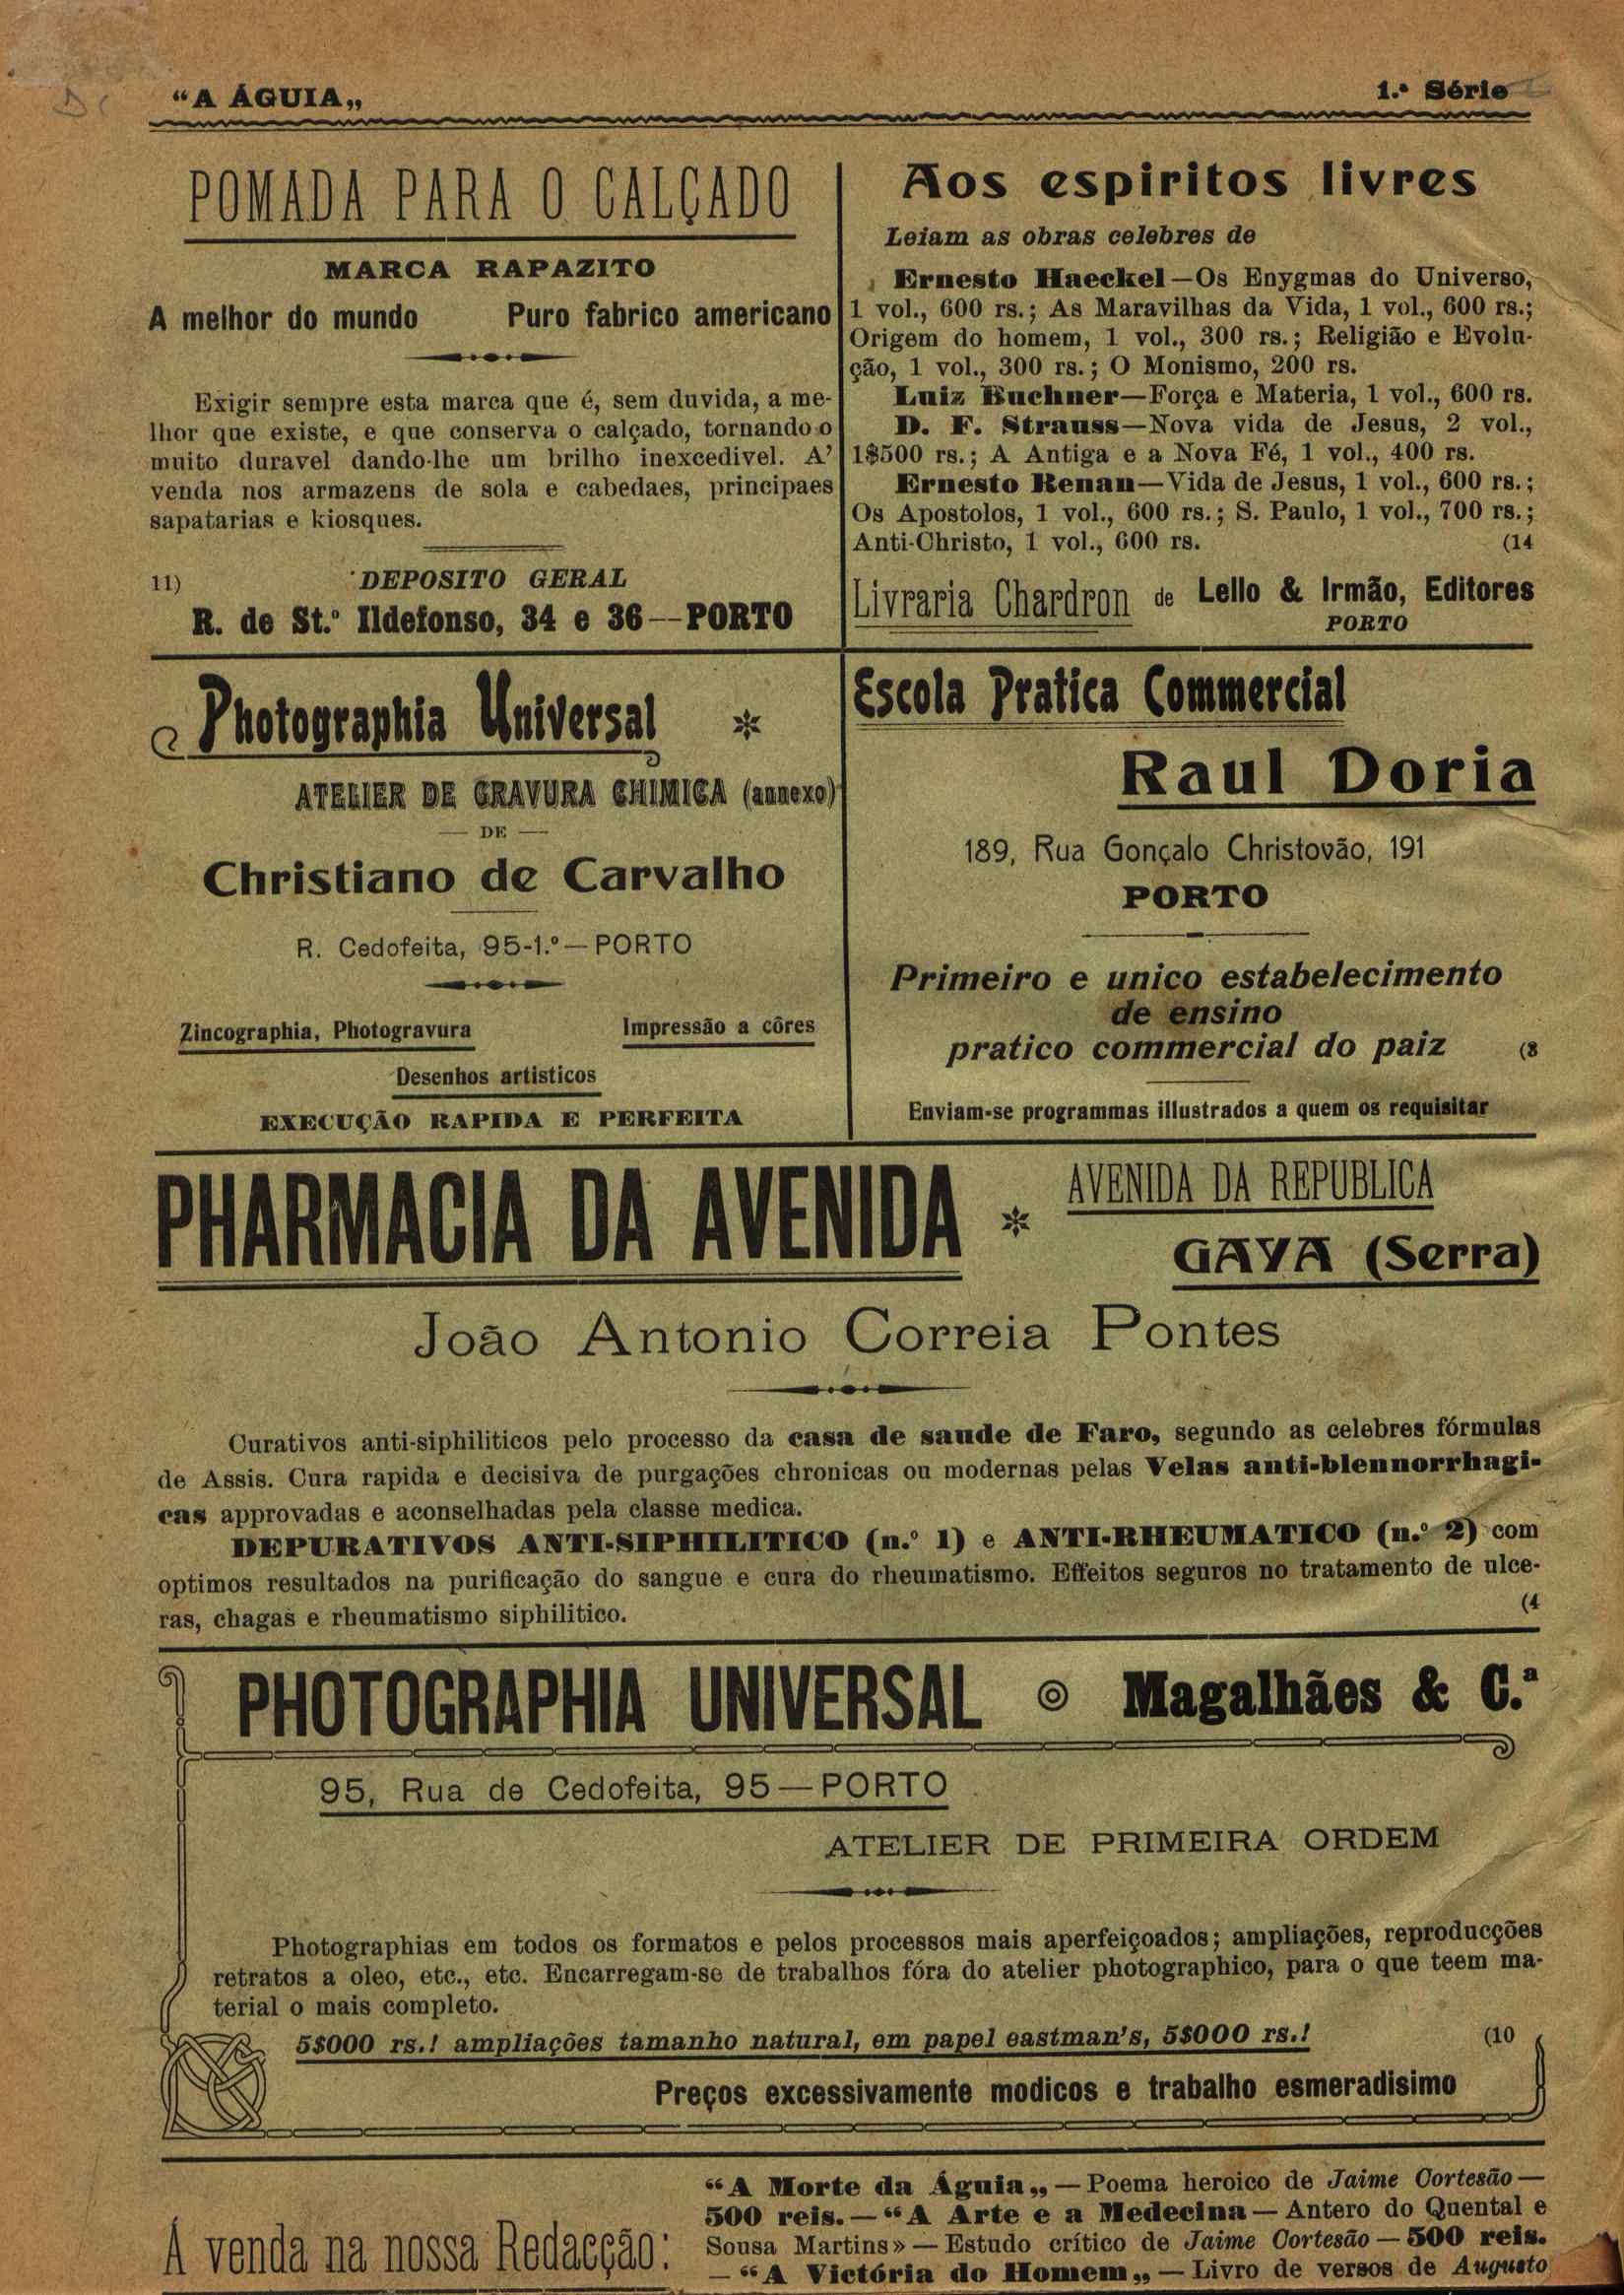 “A ÁGUIA„
1.ª Série
POMADA PARA O CALÇADO
MARCA RAPAZITO
A melhor do mundo Puro fabrico americano
Exigir sempre esta marca que é, sem duvida, a me-
lhor que existe, e que conserva o calçado, tornando-o
muito duravel dando-lhe um brilho inexcedivel. A’
venda nos armazens de sola e cabedaes, principaes
sapatarias e kiosques.
11) DEPOSITO GERAL
R. de St.º Ildefonso, 34 e 36—PORTO
Aos espiritos livres
Leiam as obras celebres de
Ernesto Haeckel—Os Enygmas do Universo,
1 vol., 600 rs.; As Maravilhas da Vida, 1 vol., 600 rs.;
Origem do homem, 1 vol., 300 rs.; Religião e Evolu-
ção, 1 vol., 300 rs.; O Monismo, 200 rs.
Luiz Buchner—Força e Materia, 1 vol., 600 rs.
D. F. Strauss—Nova vida de Jesus, 2 vol.,
1$500 rs.; A Antiga e a Nova Fé, 1 vol., 400 rs.
Ernesto Renan—Vida de Jesus, 1 vol., 600 rs.;
Os Apostolos, 1 vol., 600 rs.; S. Paulo, 1 vol., 700 rs.;
Anti-Christo, 1 vol., 600 rs. (14
Livraria Chardron de Lello & Irmão, Editores
PORTO
Photographia Universal *
ATELIER DE GRAVURA CHIMICA (annexo)
— DE —
Christiano de Carvalho
R. Cedofeita, 95-1.º—PORTO
Zincographia, Photogravura Impressão a côres
Desenhos artisticos
EXECUÇÃO RAPIDA E PERFEITA
Escola Pratica Commercial
Raul Doria
189, Rua Gonçalo Christovão, 191
PORTO
Primeiro e unico estabelecimento
de ensino
pratico commercial do paiz (8
Enviam-se programmas illustrados a quem os requisitar
PHARMACIA DA AVENIDA * AVENIDA DA REPUBLICA
GAYA (Serra)
João Antonio Correia Pontes
Curativos anti-siphiliticos pelo processo da casa de saude de Faro, segundo as celebres fórmulas
de Assis. Cura rapida e decisiva de purgações chronicas ou modernas pelas Velas anti-blennorrhagi-
cas approvadas e aconselhadas pela classe medica.
DEPURATIVOS ANTI-SIPHILITICO (n.º 1) e ANTI-RHEUMATICO (n.º 2) com
optimos resultados na purificação do sangue e cura do rheumatismo. Effeitos seguros no tratamento de ulce-
ras, chagas e rheumatismo siphilitico. (4
PHOTOGRAPHIA UNIVERSAL Magalhães & C.ª
95, Rua de Cedofeita, 95—PORTO
ATELIER DE PRIMEIRA ORDEM
Photographias em todos os formatos e pelos processos mais aperfeiçoados; ampliações, reproducções
retratos a oleo, etc., etc. Encarregam-se de trabalhos fóra do atelier photographico, para o que teem ma-
terial o mais completo.
5$000 rs.! ampliações tamanho natural, em papel eastman’s, 5$000 rs.! (10
Preços excessivamente modicos e trabalho esmeradisimo
Á venda na nossa Redacção:
“A Morte da Águia„—Poema heroico de Jaime Cortesão—
500 reis.—“A Arte e a Medecina—Antero do Quental e
Sousa Martins»—Estudo crítico de Jaime Cortesão—500 reis.
—“A Victória do Homem„—Livro de versos de Augusto